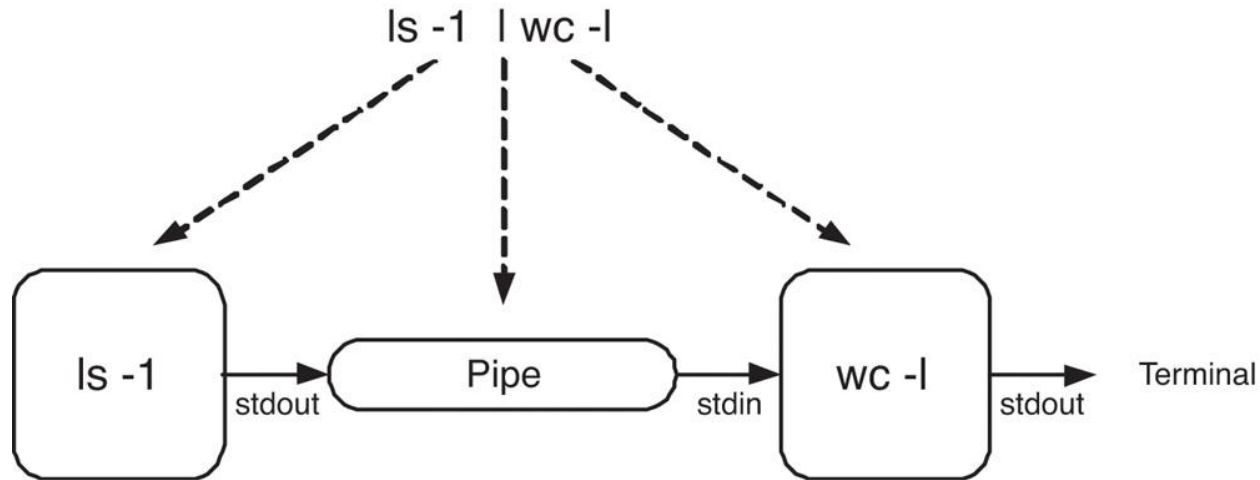 ls -1 | wc -l
ls -1
stdout
Pipe
stdin
wc -l
stdout
Terminal